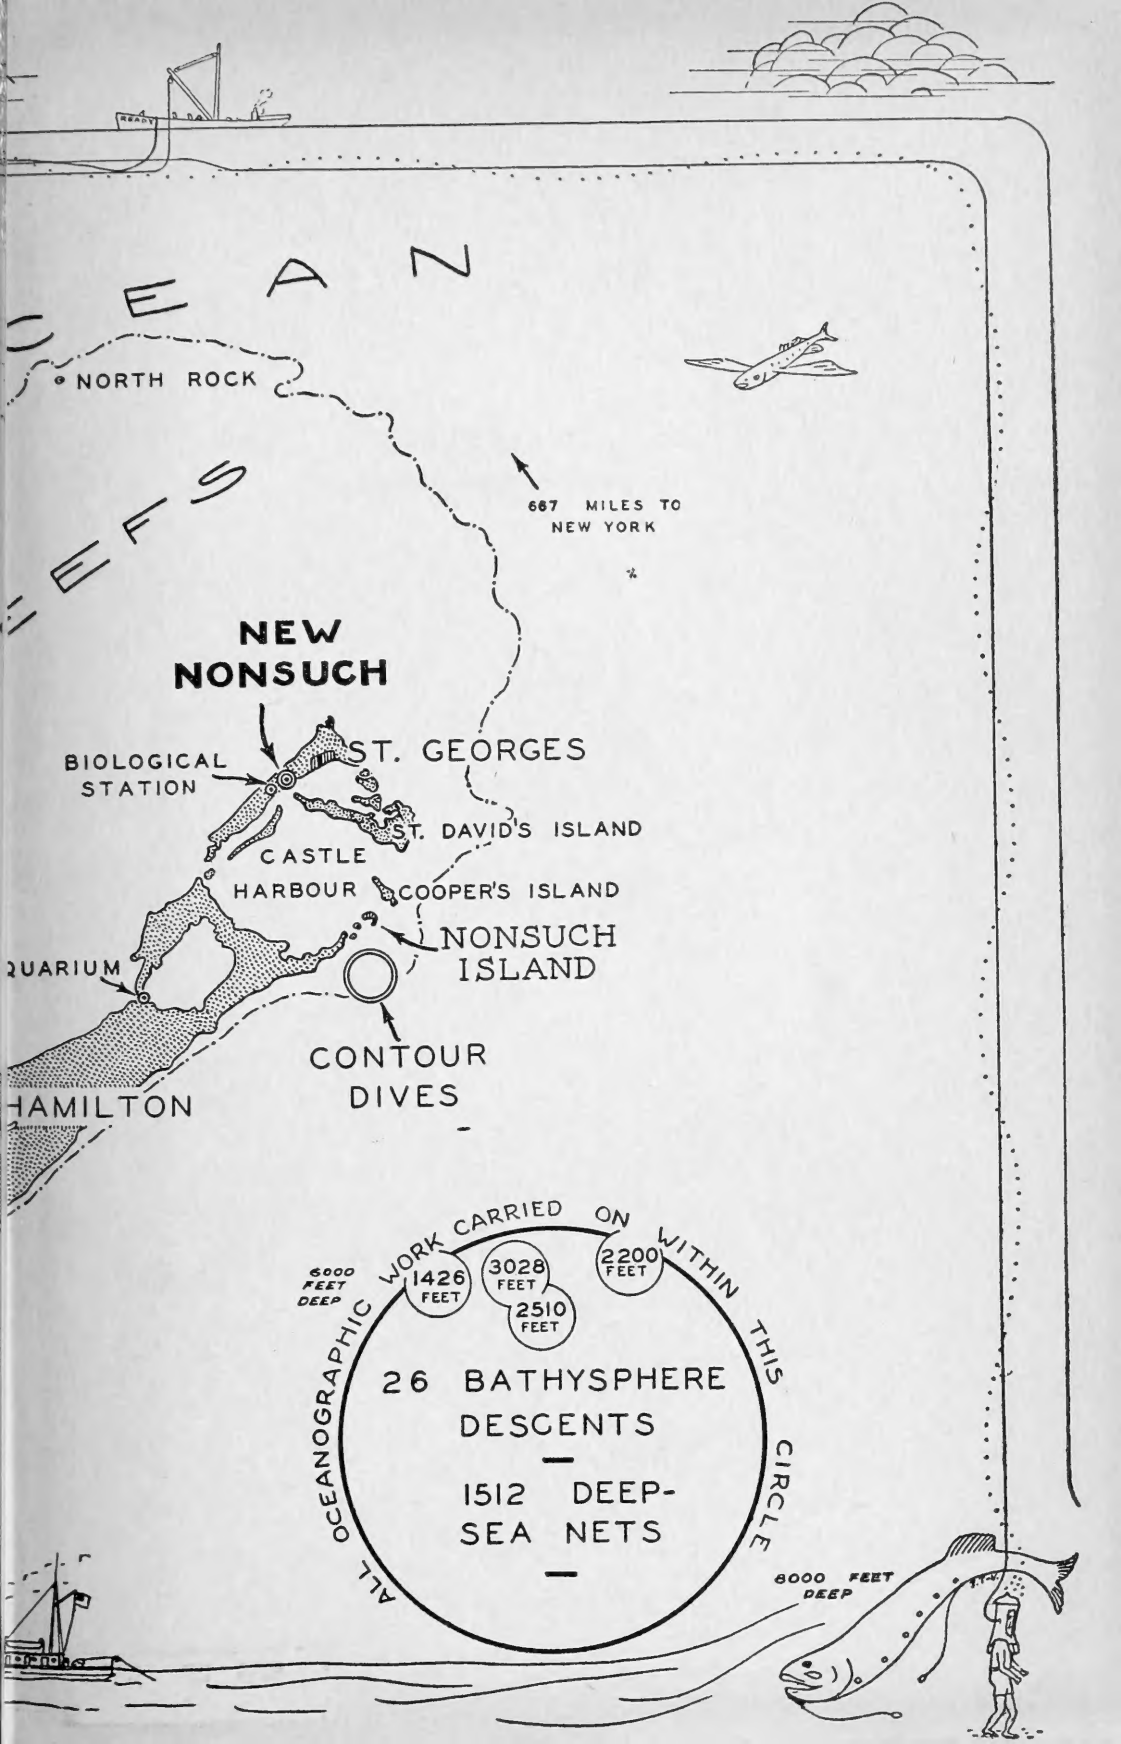 READY
CEAN
NORTH ROCK
EEFS
667 MILES TO
NEW YORK
NEW
NONSUCH
ST. GEORGES
BIOLOGICAL
STATION
ST. DAVID'S ISLAND
CASTLE
HARBOUR
COOPER'S ISLAND
NONSUCH
ISLAND
QUARIUM
CONTOUR
DIVES
HAMILTON
ALL OCEANOGRAPHIC WORK CARRIED ON WITHIN THIS CIRCLE
6000
FEET
DEEP
1426
FEET
3028
FEET
2510
FEET
2200
FEET
26 BATHYSPHERE
DESCENTS
1512 DEEP-
SEA NETS
8000 FEET
DEEP